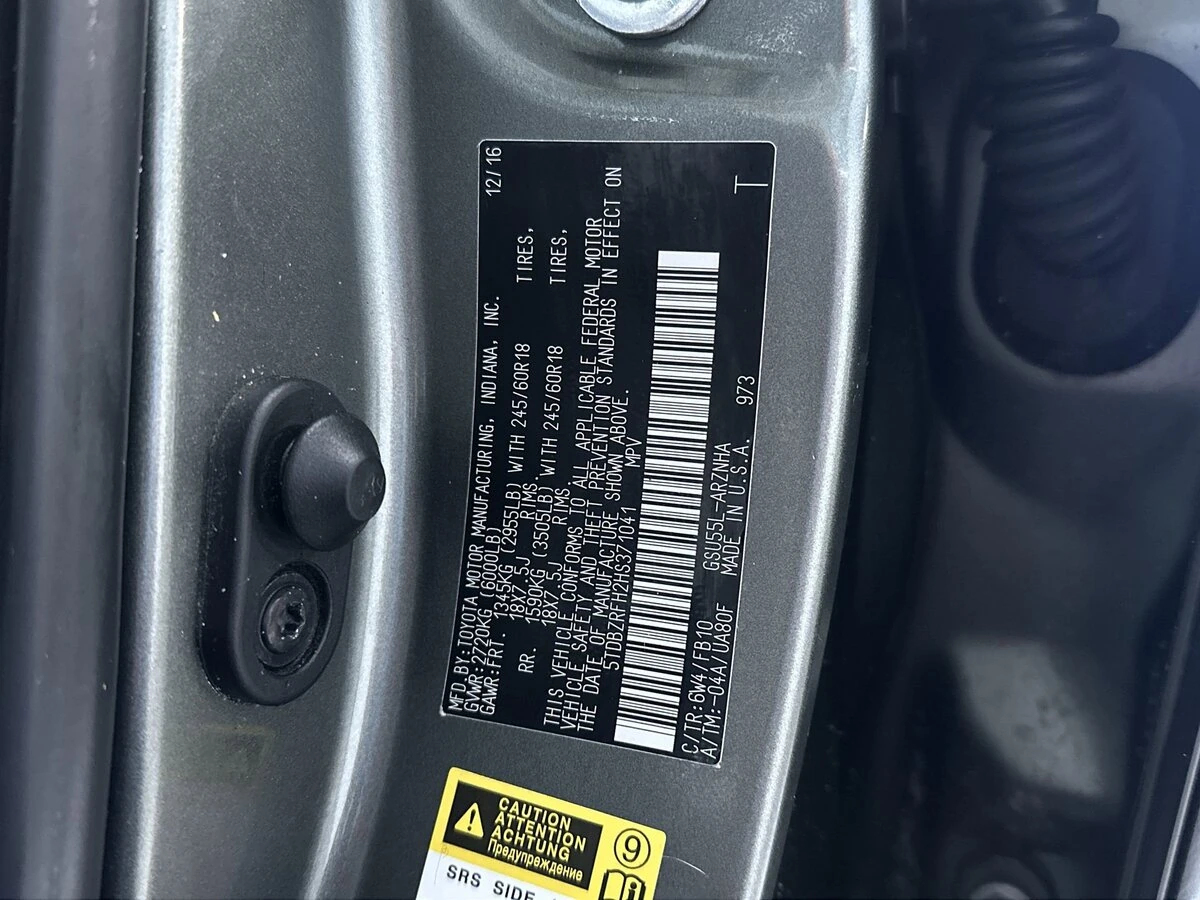 MFD.BY:TOYOTA MOTOR MANUFACTURING, INDIANA, INC. 12/16
GVWR:2720KG (6000LB)
GAWR:FRT. 1345KG (2955LB) WITH 245/60R18 TIRES,
18X7.5J RIMS
RR. 1590KG (3505LB) WITH 245/60R18 TIRES,
18X7.5J RIMS
THIS VEHICLE CONFORMS TO ALL APPLICABLE FEDERAL MOTOR
VEHICLE SAFETY AND THEFT PREVENTION STANDARDS IN EFFECT ON
THE DATE OF MANUFACTURE SHOWN ABOVE.
5TDBZRFH2HS371041 MPV
C/TR:6W4/FB10 GSU55L-ARZNHA 973
A/TM:-04A/UA80F MADE IN U.S.A. T
CAUTION
ATTENTION
ACHTUNG
Предупреждение
9
SRS SIDE